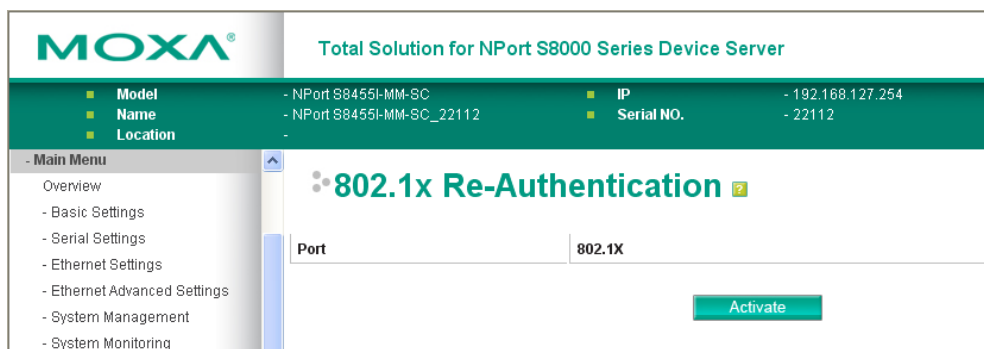 MOXA®
Total Solution for NPort S8000 Series Device Server
Model - NPort S8455I-MM-SC IP - 192.168.127.254
Name - NPort S8455I-MM-SC_22112 Serial NO. - 22112
Location -
- Main Menu
Overview
- Basic Settings
- Serial Settings
- Ethernet Settings
- Ethernet Advanced Settings
- System Management
- System Monitoring
802.1x Re-Authentication ?
Port 802.1X
Activate